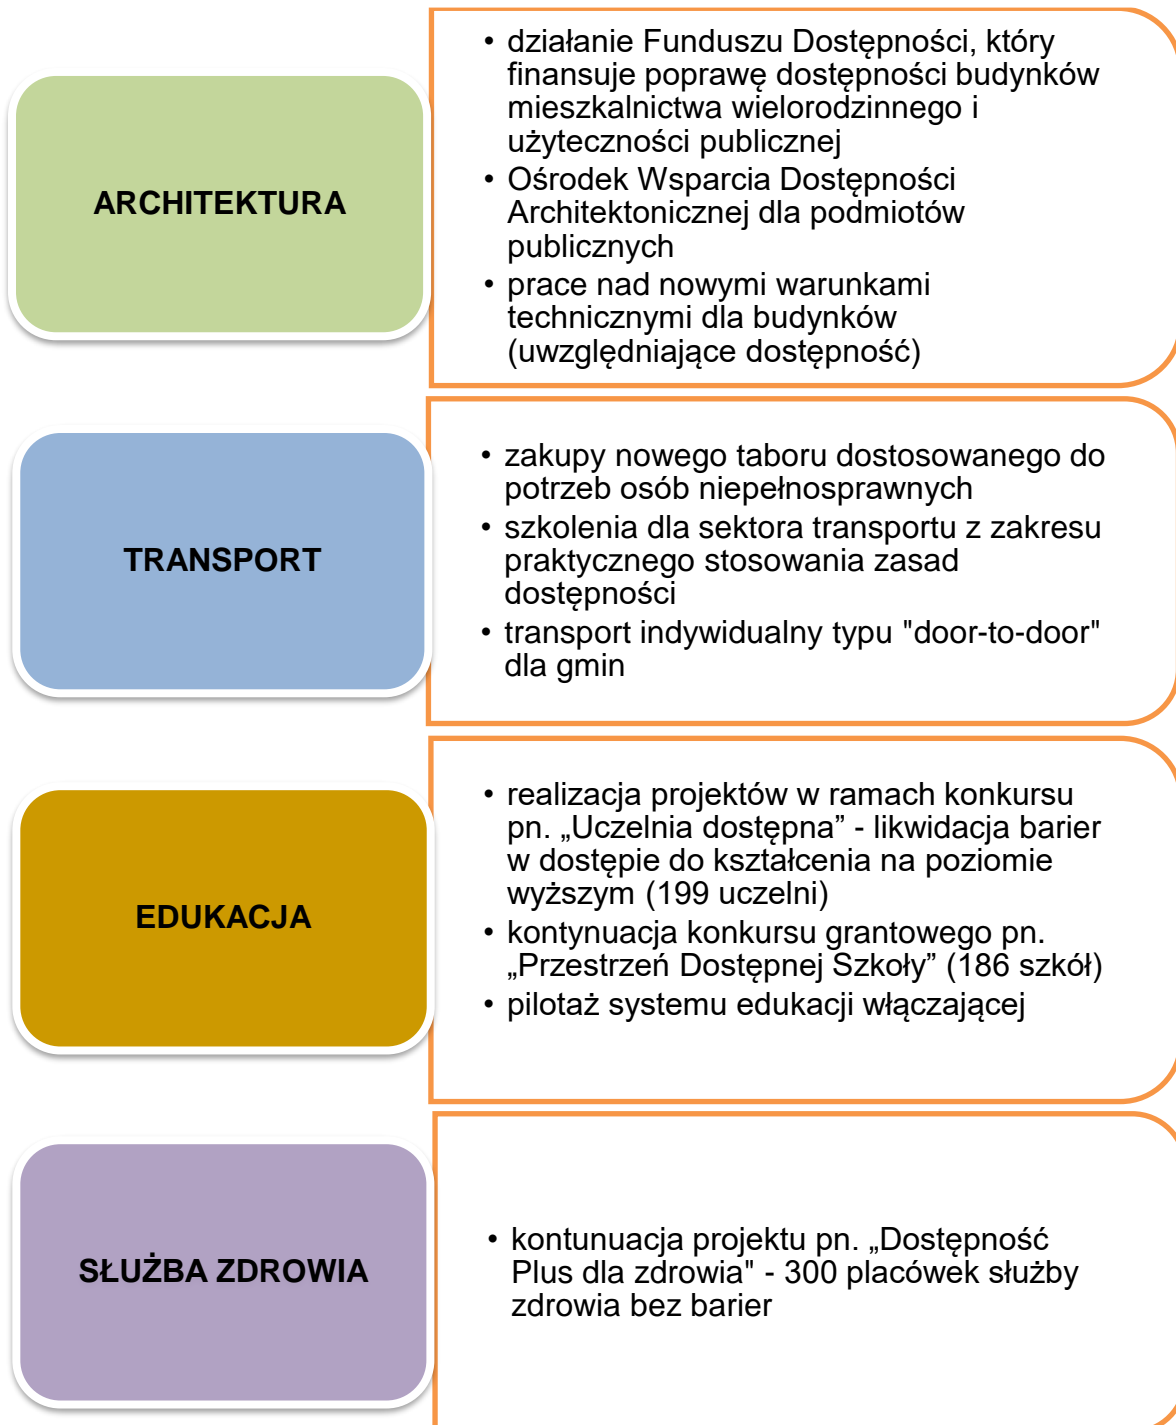 ARCHITEKTURA
• działanie Funduszu Dostępności, który
finansuje poprawę dostępności budynków
mieszkalnictwa wielorodzinnego i
użyteczności publicznej
• Ośrodek Wsparcia Dostępności
Architektonicznej dla podmiotów
publicznych
• prace nad nowymi warunkami
technicznymi dla budynków
(uwzględniające dostępność)
TRANSPORT
• zakupy nowego taboru dostosowanego do
potrzeb osób niepełnosprawnych
• szkolenia dla sektora transportu z zakresu
praktycznego stosowania zasad
dostępności
• transport indywidualny typu "door-to-door"
dla gmin
EDUKACJA
• realizacja projektów w ramach konkursu
pn. „Uczelnia dostępna” - likwidacja barier
w dostępie do kształcenia na poziomie
wyższym (199 uczelni)
• kontynuacja konkursu grantowego pn.
„Przestrzeń Dostępnej Szkoły” (186 szkół)
• pilotaż systemu edukacji włączającej
SŁUŻBA ZDROWIA
• kontunuacja projektu pn. „Dostępność
Plus dla zdrowia" - 300 placówek służby
zdrowia bez barier